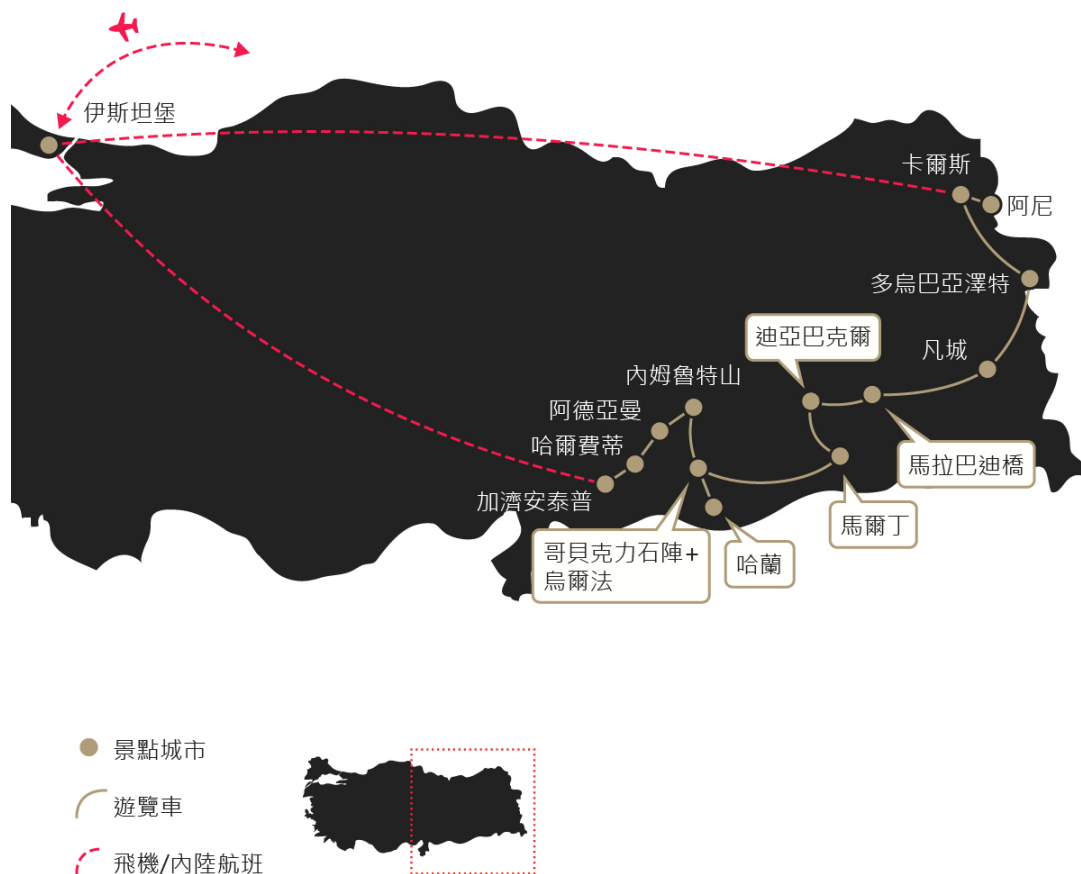 伊斯坦堡
卡爾斯
阿尼
多烏巴亞澤特
迪亞巴克爾
凡城
內姆魯特山
阿德亞曼
哈爾費蒂
馬拉巴迪橋
加濟安泰普
馬爾丁
哥貝克力石陣+
烏爾法
哈蘭
景點城市
遊覽車
飛機/內陸航班